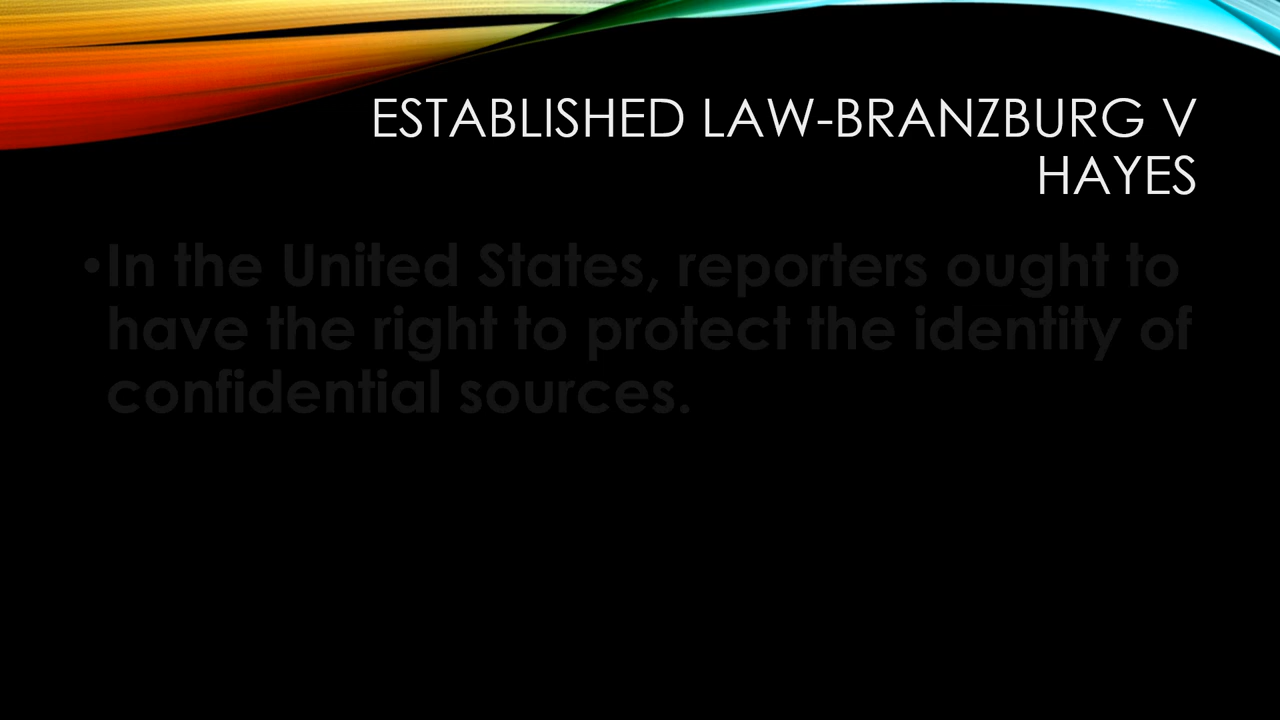 ESTABLISHED LAW-BRANZBURG V
HAYES
•In the United States, reporters ought to
have the right to protect the identity of
confidential sources.